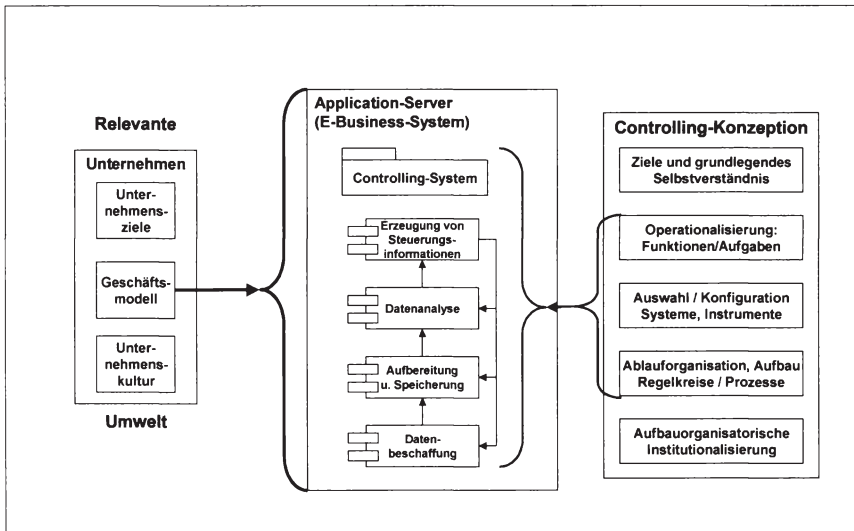 Relevante
Unternehmen
Unter-
nehmens-
ziele
Geschäfts-
modell
Unter-
nehmens-
kultur
Umwelt
Application-Server
(E-Business-System)
Controlling-System
Erzeugung von
Steuerungs-
informationen
Datenanalyse
Aufbereitung
u. Speicherung
Daten-
beschaffung
Controlling-Konzeption
Ziele und grundlegendes
Selbstverständnis
Operationalisierung:
Funktionen/Aufgaben
Auswahl / Konfiguration
Systeme, Instrumente
Ablauforganisation, Aufbau
Regelkreise / Prozesse
Aufbauorganisatorische
Institutionalisierung